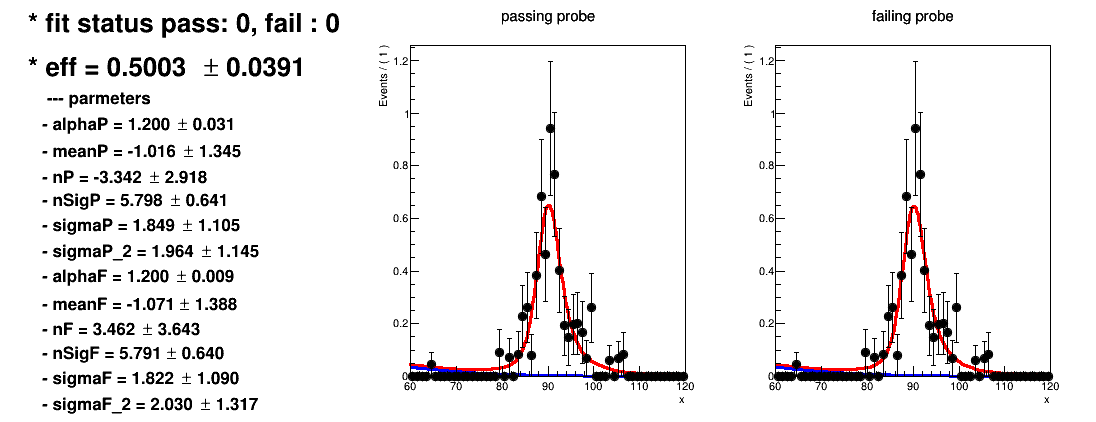 * fit status pass: 0, fail : 0
* eff = 0.5003 ± 0.0391
--- parmeters
- alphaP = 1.200 ± 0.031
- meanP = -1.016 ± 1.345
- nP = -3.342 ± 2.918
- nSigP = 5.798 ± 0.641
- sigmaP = 1.849 ± 1.105
- sigmaP_2 = 1.964 ± 1.145
- alphaF = 1.200 ± 0.009
- meanF = -1.071 ± 1.388
- nF = 3.462 ± 3.643
- nSigF = 5.791 ± 0.640
- sigmaF = 1.822 ± 1.090
- sigmaF_2 = 2.030 ± 1.317
passing probe
Events / ( 1 )
1.2
1
0.8
0.6
0.4
0.2
0
60 70 80 90 100 110 120
x
failing probe
Events / ( 1 )
1.2
1
0.8
0.6
0.4
0.2
0
60 70 80 90 100 110 120
x